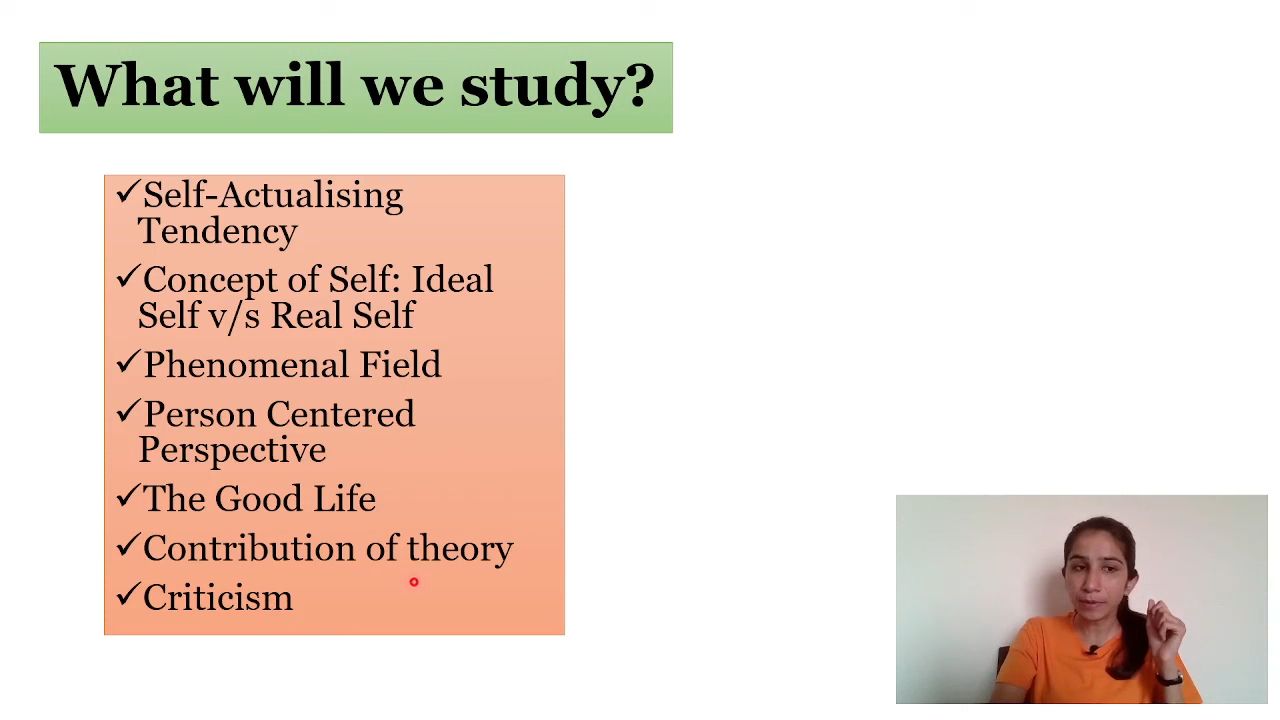 What will we study?
✓Self-Actualising
Tendency
✓Concept of Self: Ideal
Self v/s Real Self
✓Phenomenal Field
✓Person Centered
Perspective
✓The Good Life
✓Contribution of theory
✓Criticism